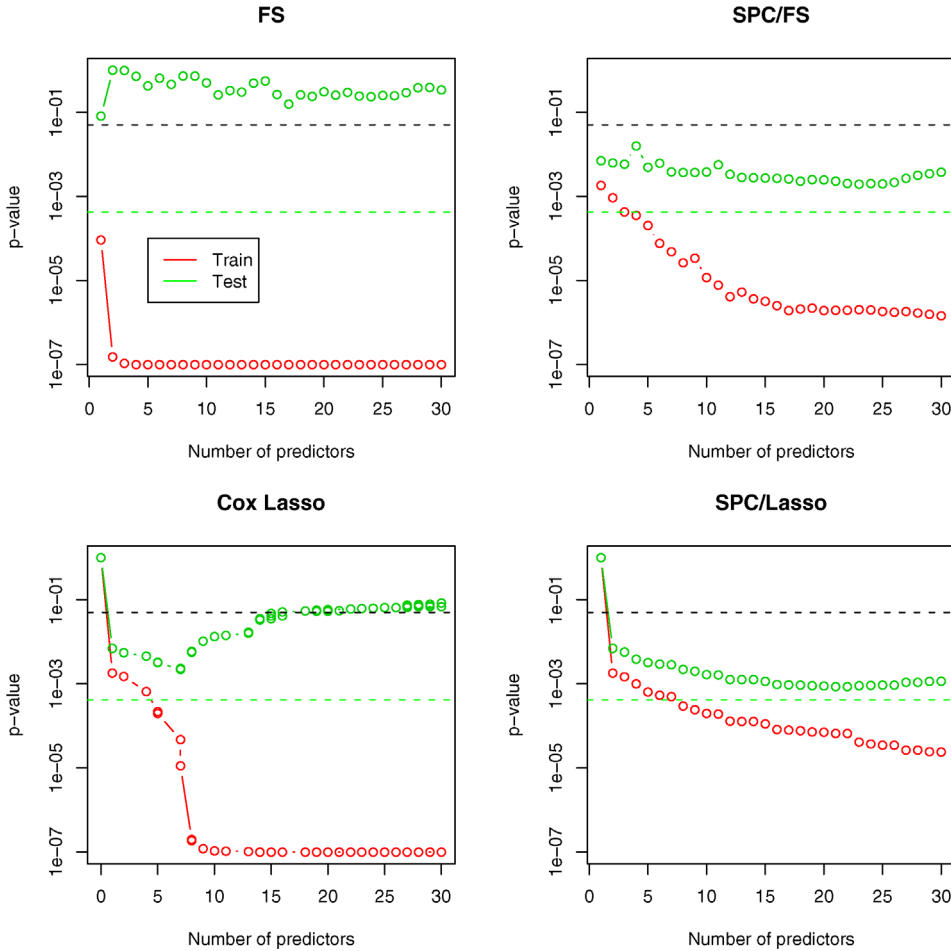 FS
SPC/FS
p-value
1e-01
1e-03
1e-05
1e-07
Train
Test
0 5 10 15 20 25 30
Number of predictors
p-value
1e-01
1e-03
1e-05
1e-07
0 5 10 15 20 25 30
Number of predictors
Cox Lasso
SPC/Lasso
p-value
1e-01
1e-03
1e-05
1e-07
0 5 10 15 20 25 30
Number of predictors
p-value
1e-01
1e-03
1e-05
1e-07
0 5 10 15 20 25 30
Number of predictors